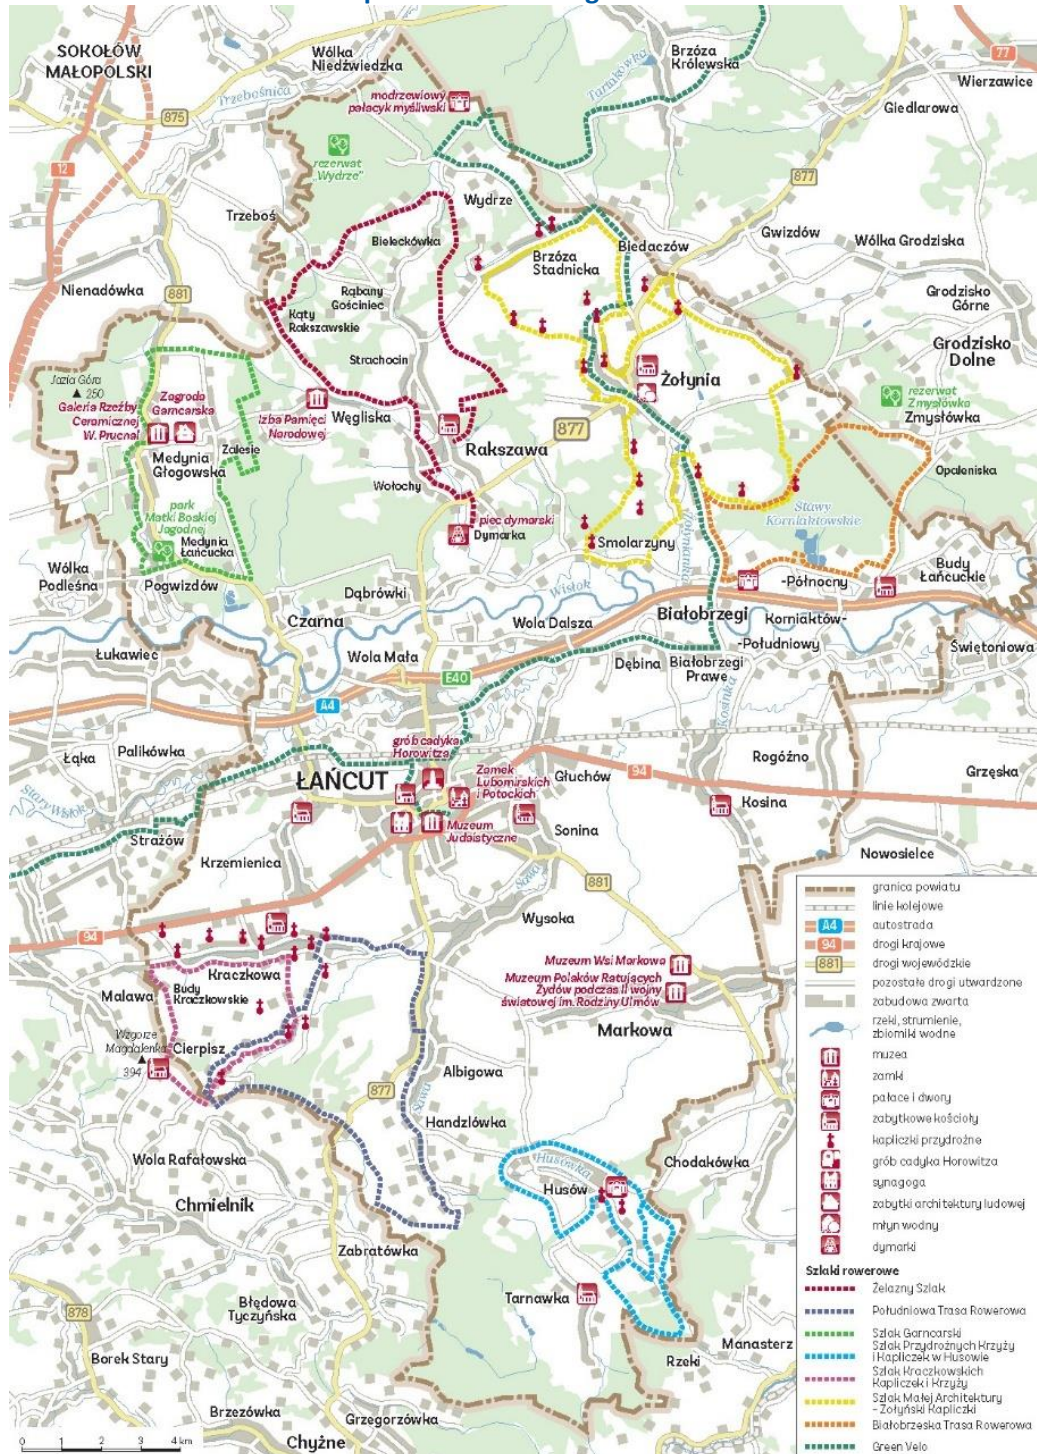 SOKOŁÓW
MAŁOPOLSKI
Wólka
Niedźwiedzka
Brzóza
Królewska
77
Wierzawice
Trzebośnica
Tarlakówka
modrzewiowy
pałacyk myśliwski
Giedlarowa
875
12
rezerwat
"Wydrze"
877
Trzeboś
Wydrze
Bieleckówka
Biedaczów
Gwizdów
Wólka Grodziska
Brzóza
Stadnicka
Nienadówka
881
Rąbany
Gościniec
Kąty
Rakszawskie
Grodzisko
Górne
Strachocin
Grodzisko
Dolne
Jazia Góra
▲ 250
Żołynia
rezerwat
Zmysłówka
Zmysłówka
Galeria Rzeźby
Ceramicznej
W. Prucnal
Zagroda
Garncarska
Izba Pamięci
Narodowej
Węgliska
877
Rakszawa
Zalesie
Medynia
Głogowska
Opaleniska
Wołochy
park
Matki Boskiej
Jagodnej
Medynia
Łańcucka
Stawy
Korniaktowskie
piec dymarski
Dymarka
Smolarzyny
Żołynianka
Wólka
Podleśna
Pogwizdów
Budy
Łańcuckie
-Północny
Dąbrówki
Wisłok
Czarna
Wola Dalsza
Białobrzegi
Korniaktów-
-Południowy
Łukawiec
Wola Mała
Dębina
Białobrzegi
Prawe
Świętoniowa
E40
A4
Kosinka
Palikówka
Łąka
grób cadyka
Horowitza
Rogóźno
ŁAŃCUT
Zamek
Lubomirskich
i Potockich
Głuchów
94
Grzęska
Stary Wisłok
Kosina
Muzeum
Judaistyczne
Sonina
Strażów
Krzemienica
Nowosielce
Sawa
881
Wysoka
94
Muzeum Wsi Markowa
Kraczkowa
Muzeum Polaków Ratujących
Żydów podczas II wojny
światowej im. Rodziny Ulmów
Malawa
Budy
Kraczkowskie
Markowa
Wzgórze
Magdalenka
▲
394
Cierpisz
Albigowa
877
Sawa
Handzlówka
Wola Rafałowska
Husówka
Chodakówka
Husów
Chmielnik
Zabratówka
Tarnawka
Błędowa
Tyczyńska
878
Manasterz
Borek Stary
Rzeki
Brzezówka
Grzegorzówka
Chyżne
0 1 2 3 4 km
granica powiatu
linie kolejowe
A4 autostrada
94 drogi krajowe
881 drogi wojewódzkie
pozostałe drogi utwardzone
zabudowa zwarta
rzeki, strumienie,
zbiorniki wodne
muzea
zamki
pałace i dwory
zabytkowe kościoły
kapliczki przydrożne
grób cadyka Horowitza
synagoga
zabytki architektury ludowej
młyn wodny
dymarki
Szlaki rowerowe
Żelazny Szlak
Południowa Trasa Rowerowa
Szlak Garncarski
Szlak Przydrożnych Krzyży
i Kapliczek w Husowie
Szlak Kraczkowskich
Kapliczek i Krzyży
Szlak Małej Architektury
- Żołyński Kapliczki
Białobrzeska Trasa Rowerowa
Green Velo